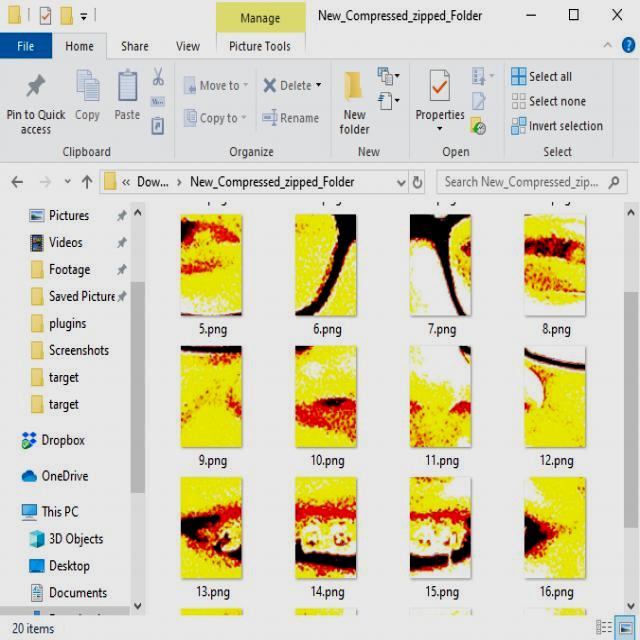 Manage
New_Compressed_zipped_Folder
File
Home
Share
View
Picture Tools
Pin to Quick access
Copy
Paste
Move to
Copy to
Delete
Rename
New folder
Properties
Select all
Select none
Invert selection
Clipboard
Organize
New
Open
Select
« Dow... > New_Compressed_zipped_Folder
Search New_Compressed_zip...
Pictures
Videos
Footage
Saved Picture
plugins
Screenshots
target
target
Dropbox
OneDrive
This PC
3D Objects
Desktop
Documents
5.png
6.png
7.png
8.png
9.png
10.png
11.png
12.png
13.png
14.png
15.png
16.png
20 items